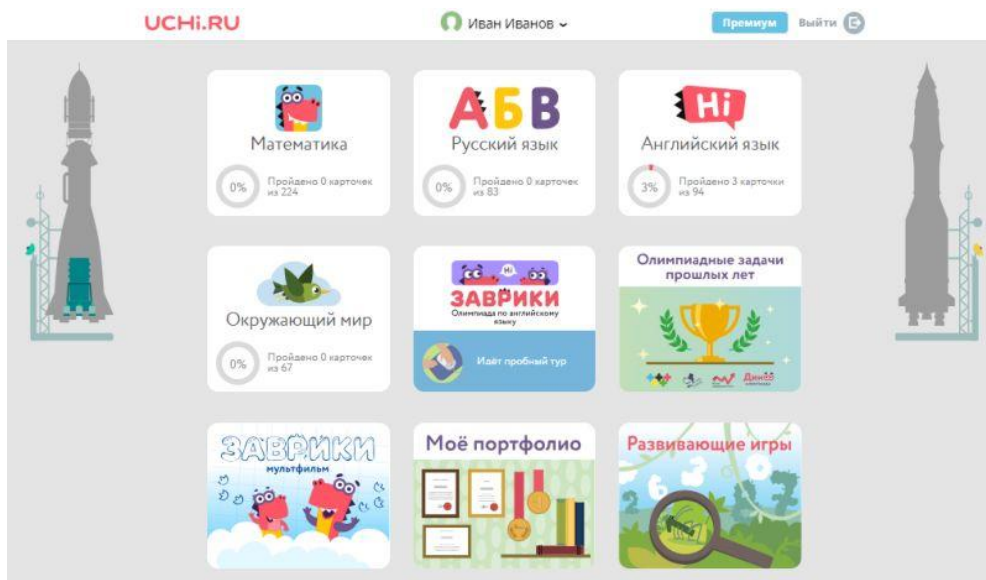 UCHi.RU
Иван Иванов
Премиум
Выйти
Математика
0%
Пройдено 0 карточек
из 224
АБВ
Русский язык
0%
Пройдено 0 карточек
из 83
Hi
Английский язык
3%
Пройдено 3 карточки
из 94
Окружающий мир
0%
Пройдено 0 карточек
из 67
Hi
ЗАВРИКИ
Олимпиада по английскому
языку
Идёт пробный тур
Олимпиадные задачи
прошлых лет
ЗАВРИКИ
мультфильм
Моё портфолио
Развивающие игры